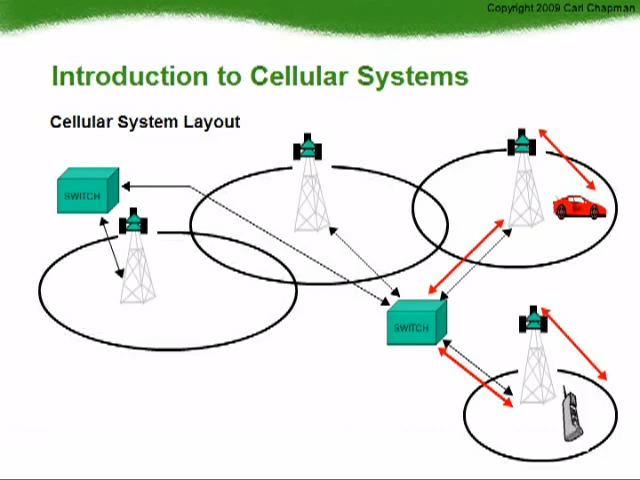 Copyright 2009 Carl Chapman
Introduction to Cellular Systems
Cellular System Layout
SWITCH
SWITCH